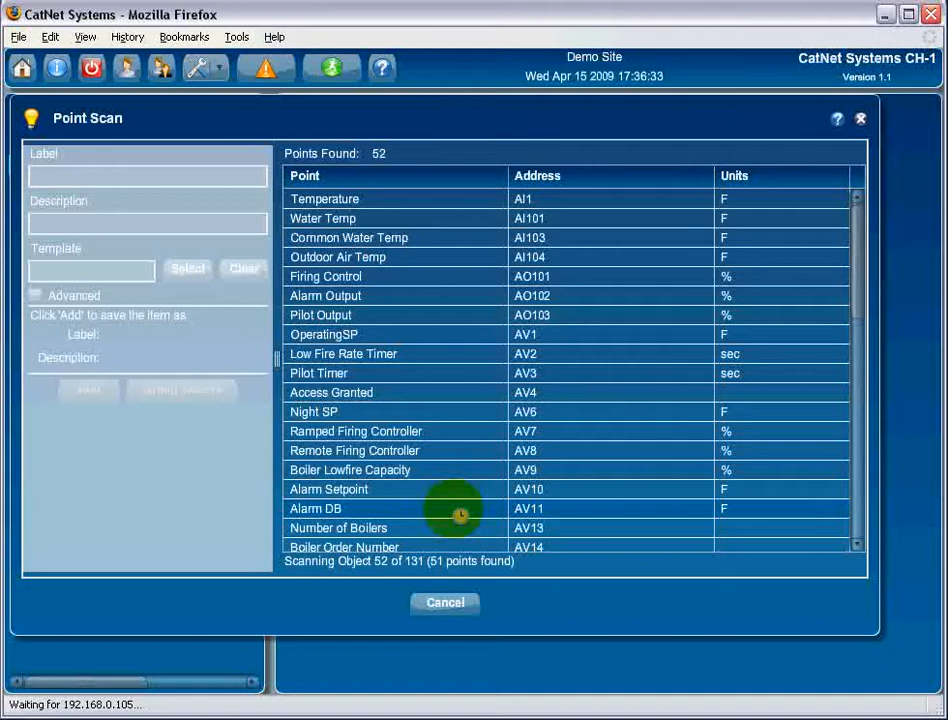 CatNet Systems - Mozilla Firefox
File Edit View History Bookmarks Tools Help
Demo Site
Wed Apr 15 2009 17:36:33
CatNet Systems CH-1
Version 1.1
Point Scan
Label
Description
Template
Select Clear
Advanced
Click 'Add' to save the item as
Label:
Description:
Points Found: 52
Point Address Units
Temperature AI1 F
Water Temp AI101 F
Common Water Temp AI103 F
Outdoor Air Temp AI104 F
Firing Control AO101 %
Alarm Output AO102 %
Pilot Output AO103 %
OperatingSP AV1 F
Low Fire Rate Timer AV2 sec
Pilot Timer AV3 sec
Access Granted AV4
Night SP AV6 F
Ramped Firing Controller AV7 %
Remote Firing Controller AV8 %
Boiler Lowfire Capacity AV9 %
Alarm Setpoint AV10 F
Alarm DB AV11 F
Number of Boilers AV13
Boiler Order Number AV14
Scanning Object 52 of 131 (51 points found)
Cancel
Waiting for 192.168.0.105...